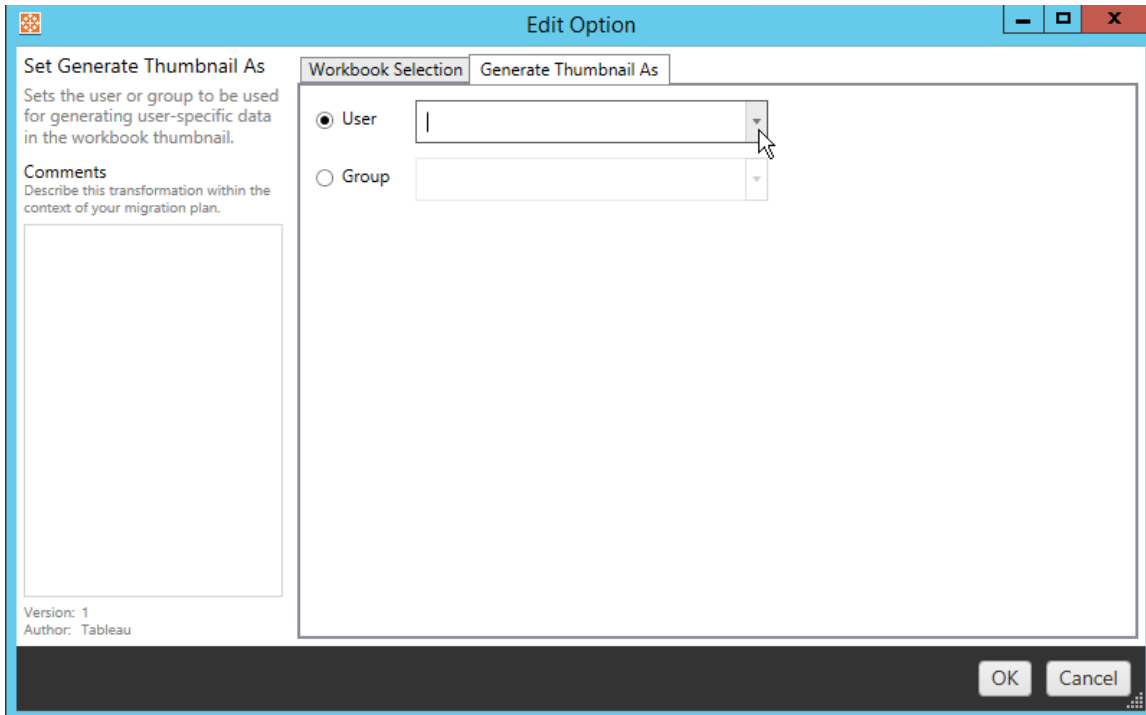 Edit Option
Set Generate Thumbnail As
Sets the user or group to be used
for generating user-specific data
in the workbook thumbnail.
Comments
Describe this transformation within the
context of your migration plan.
Version: 1
Author: Tableau
Workbook Selection
Generate Thumbnail As
User
Group
OK
Cancel